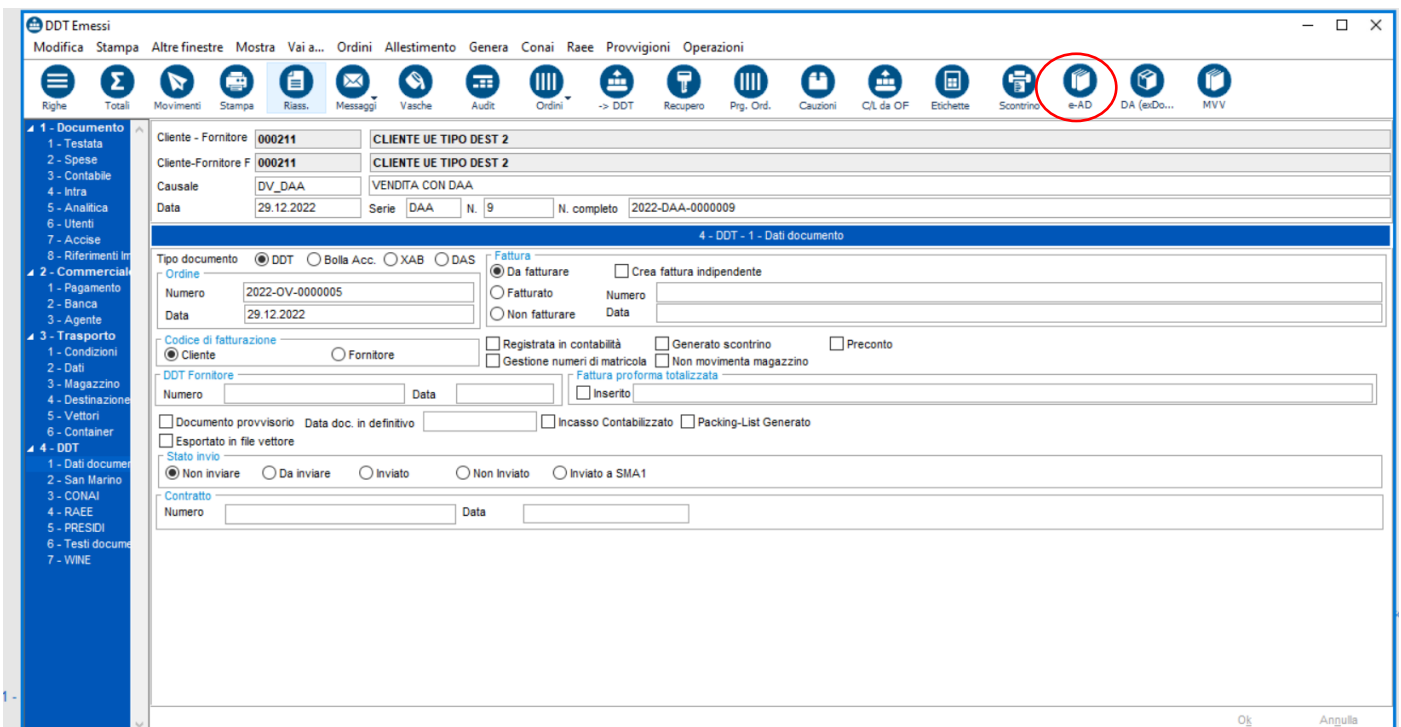 DDT Emessi
Modifica Stampa Altre finestre Mostra Vai a... Ordini Allestimento Genera Conai Raee Provvigioni Operazioni
Righe Totali Movimenti Stampa Riass. Messaggi Vasche Audit Ordini -> DDT Recupero Prg. Ord. Cauzioni C/L da OF Etichette Scontrino e-AD DA (exDo... MVV
1 - Documento
1 - Testata
2 - Spese
3 - Contabile
4 - Intra
5 - Analitica
6 - Utenti
7 - Accise
8 - Riferimenti Im
2 - Commerciale
1 - Pagamento
2 - Banca
3 - Agente
3 - Trasporto
1 - Condizioni
2 - Dati
3 - Magazzino
4 - Destinazione
5 - Vettori
6 - Container
4 - DDT
1 - Dati documen
2 - San Marino
3 - CONAI
4 - RAEE
5 - PRESIDI
6 - Testi docume
7 - WINE
Cliente - Fornitore 000211 CLIENTE UE TIPO DEST 2
Cliente-Fornitore F 000211 CLIENTE UE TIPO DEST 2
Causale DV_DAA VENDITA CON DAA
Data 29.12.2022 Serie DAA N. 9 N. completo 2022-DAA-0000009
4 - DDT - 1 - Dati documento
Tipo documento DDT Bolla Acc. XAB DAS
Ordine
Numero 2022-OV-0000005
Data 29.12.2022
Fattura
Da fatturare Crea fattura indipendente
Fatturato Numero
Non fatturare Data
Codice di fatturazione
Cliente Fornitore
Registrata in contabilità Generato scontrino Preconto
Gestione numeri di matricola Non movimenta magazzino
DDT Fornitore
Numero Data
Fattura proforma totalizzata
Inserito
Documento provvisorio Data doc. in definitivo Incasso Contabilizzato Packing-List Generato
Esportato in file vettore
Stato invio
Non inviare Da inviare Inviato Non Inviato Inviato a SMA1
Contratto
Numero Data
1 -
Ok Annulla